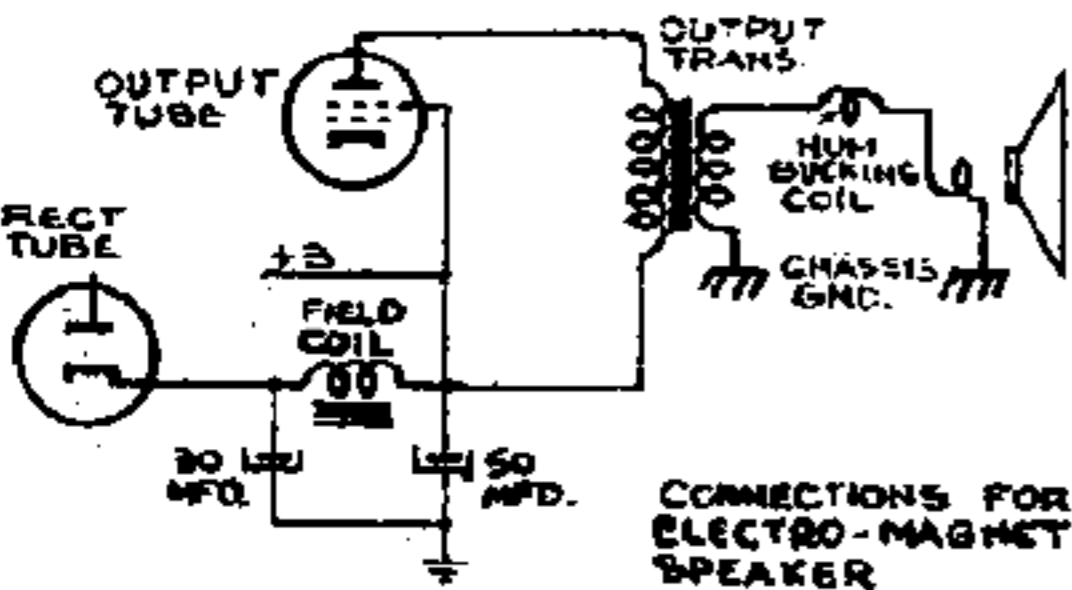 OUTPUT
TRANS.
OUTPUT
TUBE
HUM
BUCKING
COIL
RECT
TUBE
+B
CHASSIS
GND.
FIELD
COIL
30
MFD.
50
MFD.
CONNECTIONS FOR
ELECTRO-MAGNET
SPEAKER